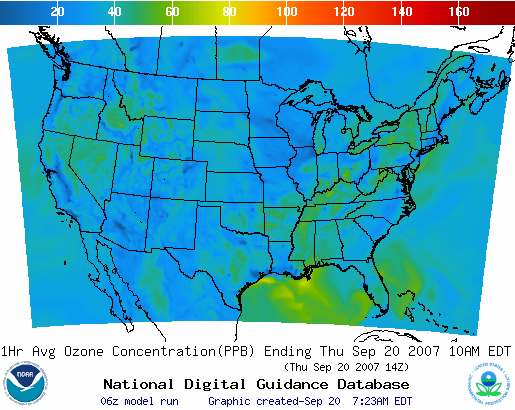 20 40 60 80 100 120 140 160
1Hr Avg Ozone Concentration(PPB) Ending Thu Sep 20 2007 10AM EDT
(Thu Sep 20 2007 14Z)
National Digital Guidance Database
06z model run Graphic created-Sep 20 7:23AM EDT
NOAA